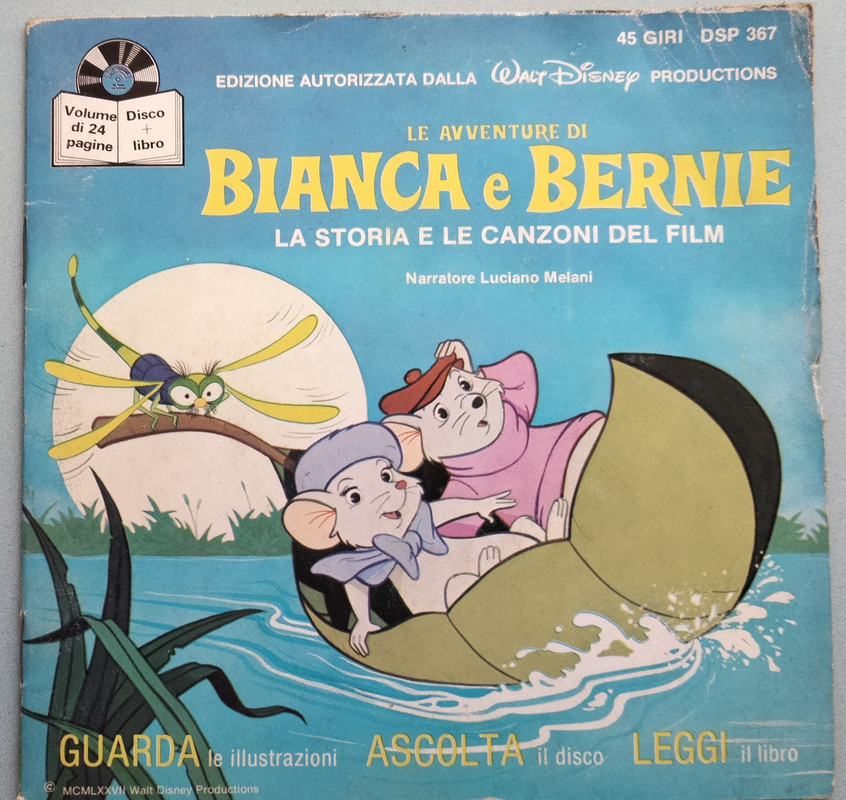 45 GIRI DSP 367
EDIZIONE AUTORIZZATA DALLA Walt Disney PRODUCTIONS
Volume di 24 pagine
Disco + libro
LE AVVENTURE DI
BIANCA e BERNIE
LA STORIA E LE CANZONI DEL FILM
Narratore Luciano Melani
GUARDA le illustrazioni ASCOLTA il disco LEGGI il libro
© MCMLXXVII Walt Disney Productions